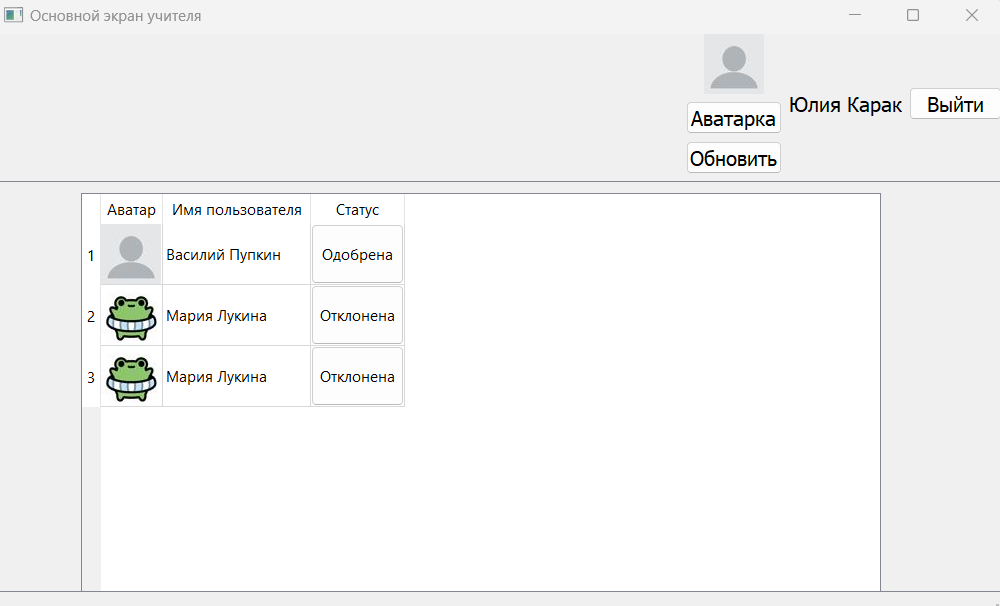 Основной экран учителя
Аватарка
Юлия Карак
Выйти
Обновить
Аватар Имя пользователя Статус
1 Василий Пупкин Одобрена
2 Мария Лукина Отклонена
3 Мария Лукина Отклонена